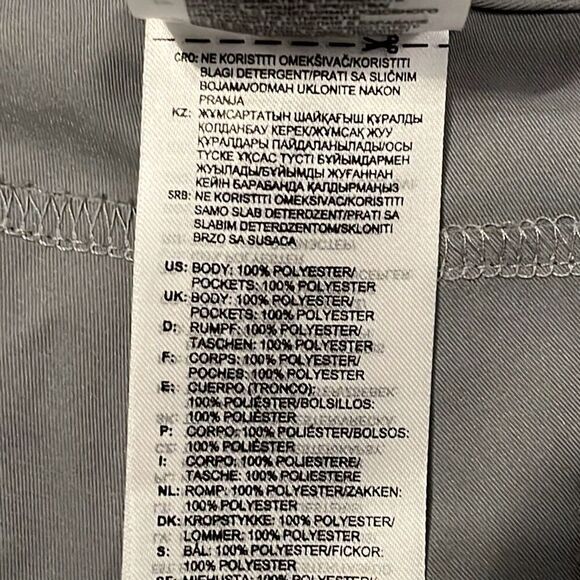 CRO: NE KORISTITI OMEKSIVAČ/KORISTITI
BLAGI DETERGENT/PRATI SA SLIČNIM
BOJAMA/ODMAH UKLONITE NAKON
PRANJA
KZ: ЖҰМСАРТАТЫН ШАЙҚАҒЫШ ҚҰРАЛДЫ
ҚОЛДАНБАУ КЕРЕК/ЖҰМСАҚ ЖУУ
ҚҰРАЛДАРЫ ПАЙДАЛАНЫЛАДЫ/ОСЫ
ТҮСКЕ ҰҚСАС ТҮСТІ БҰЙЫМДАРМЕН
ЖУЫЛАДЫ/БҰЙЫМДЫ ЖУҒАННАН
КЕЙІН БАРАБАНДА ҚАЛДЫРМАҢЫЗ
SRB: NE KORISTITI OMEKŠIVAČ/KORISTITI
SAMO SLAB DETERDZENT/PRATI SA
SLABIM DETERDZENTOM/SKLONITI
BRZO SA SUSACA
US: BODY: 100% POLYESTER/
POCKETS: 100% POLYESTER
UK: BODY: 100% POLYESTER/
POCKETS: 100% POLYESTER
D: RUMPF: 100% POLYESTER/
TASCHEN: 100% POLYESTER
F: CORPS: 100% POLYESTER/
POCHES: 100% POLYESTER
E: CUERPO (TRONCO):
100% POLIÉSTER/BOLSILLOS:
100% POLIÉSTER
P: CORPO: 100% POLIÉSTER/BOLSOS:
100% POLIÉSTER
I: CORPO: 100% POLIESTERE/
TASCHE: 100% POLIESTERE
NL: ROMP: 100% POLYESTER/ZAKKEN:
100% POLYESTER
DK: KROPSTYKKE: 100% POLYESTER/
LOMMER: 100% POLYESTER
S: BÅL: 100% POLYESTER/FICKOR:
100% POLYESTER